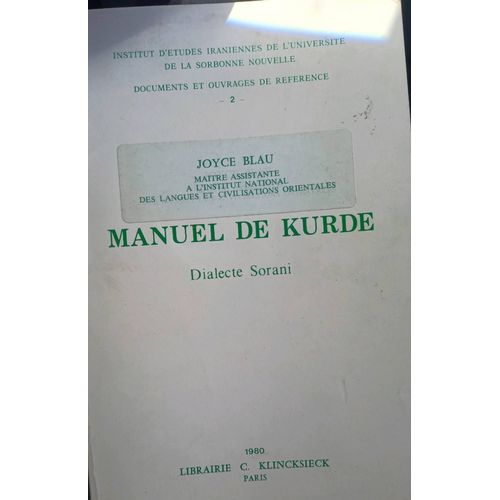 INSTITUT D'ETUDES IRANIENNES DE L'UNIVERSITE
DE LA SORBONNE NOUVELLE
DOCUMENTS ET OUVRAGES DE REFERENCE
- 2 -
JOYCE BLAU
MAITRE ASSISTANTE
A L'INSTITUT NATIONAL
DES LANGUES ET CIVILISATIONS ORIENTALES
MANUEL DE KURDE
Dialecte Sorani
1980
LIBRAIRIE C. KLINCKSIECK
PARIS